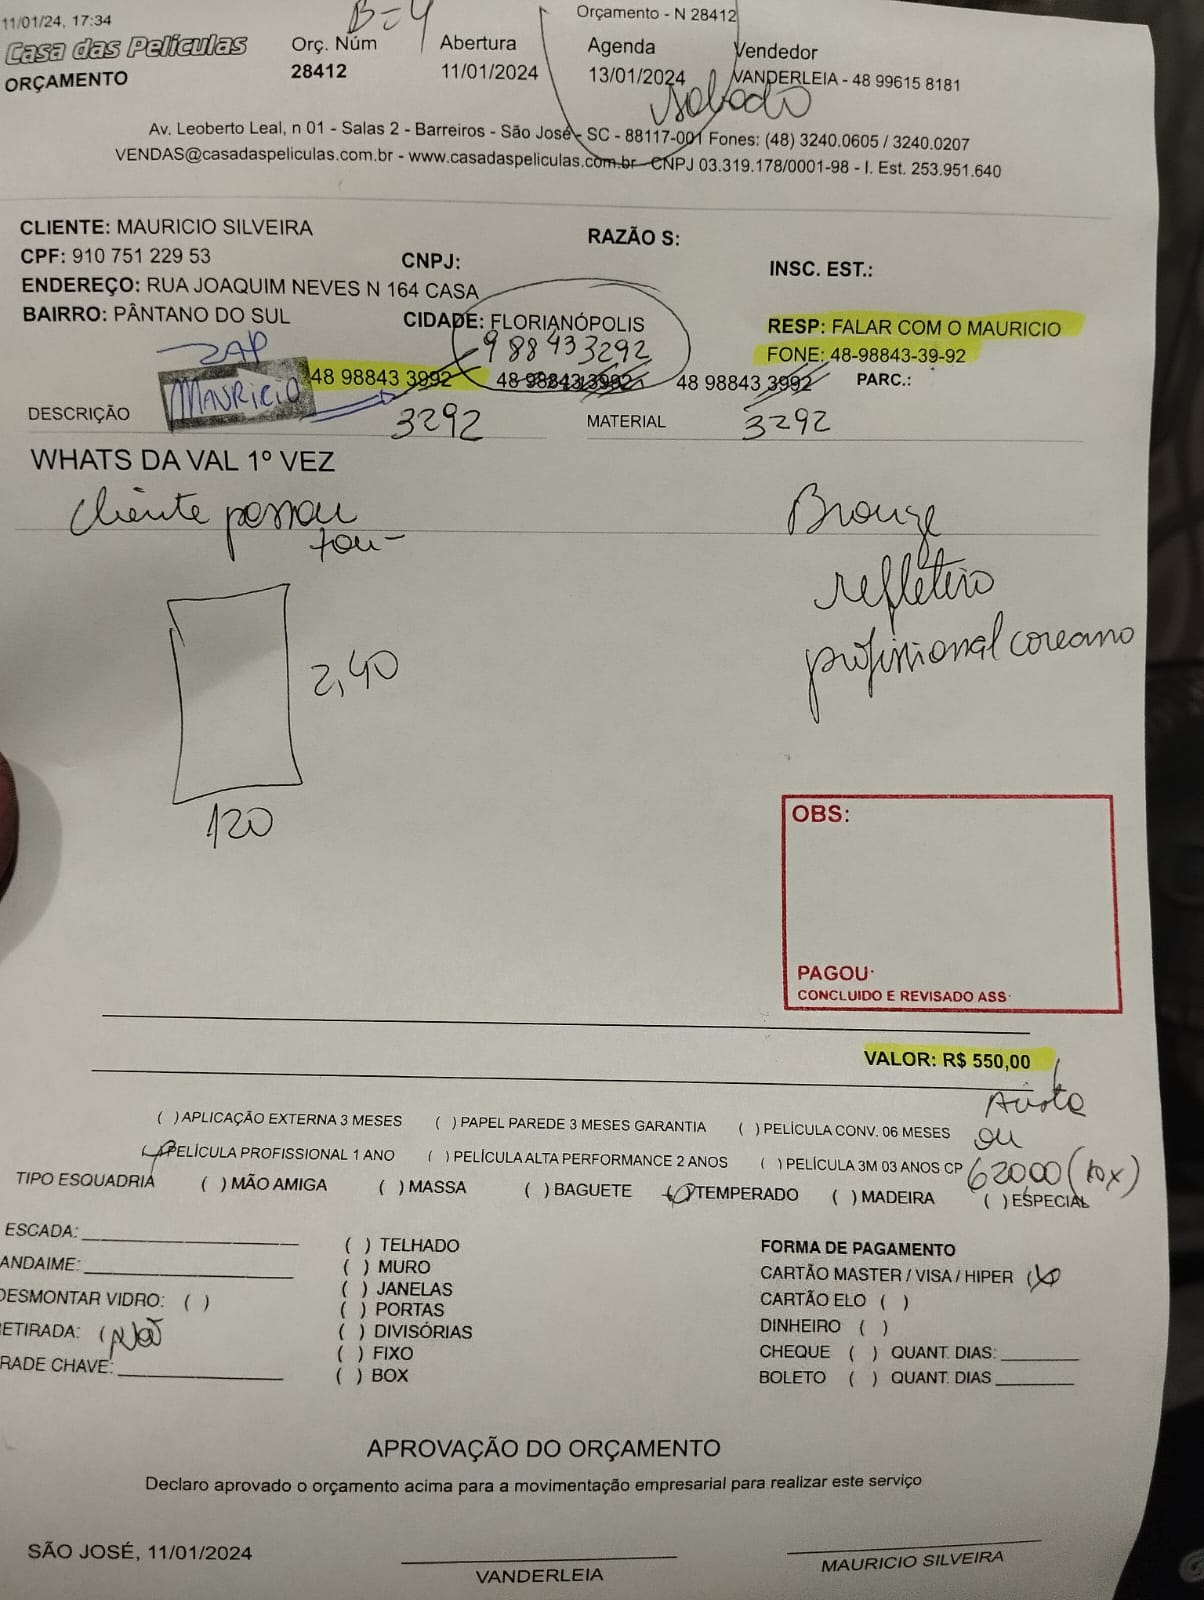 11/01/24, 17:34
B=4
Orçamento - N 28412
Casa das Películas
ORÇAMENTO
Orç. Núm
28412
Abertura
11/01/2024
Agenda
13/01/2024
Sabado
Vendedor
VANDERLEIA - 48 99615 8181
Av. Leoberto Leal, n 01 - Salas 2 - Barreiros - São José - SC - 88117-001 Fones: (48) 3240.0605 / 3240.0207
VENDAS@casadaspeliculas.com.br - www.casadaspeliculas.com.br - CNPJ 03.319.178/0001-98 - I. Est. 253.951.640
CLIENTE: MAURICIO SILVEIRA
RAZÃO S:
CPF: 910 751 229 53
CNPJ:
INSC. EST.:
ENDEREÇO: RUA JOAQUIM NEVES N 164 CASA
BAIRRO: PÂNTANO DO SUL
CIDADE: FLORIANÓPOLIS
RESP: FALAR COM O MAURICIO
ZAP
988433292
FONE: 48-98843-39-92
MAURICIO
48 98843 3992
48 98843 3992
48 98843 3992
PARC.:
DESCRIÇÃO
3292
MATERIAL
3292
WHATS DA VAL 1º VEZ
Cliente passou
Bronze
refletivo
profissional coreano
2,40
120
OBS:
PAGOU:
CONCLUIDO E REVISADO ASS:
VALOR: R$ 550,00
Avista
ou
62000 (10x)
( ) APLICAÇÃO EXTERNA 3 MESES ( ) PAPEL PAREDE 3 MESES GARANTIA ( ) PELÍCULA CONV. 06 MESES
( ) PELÍCULA PROFISSIONAL 1 ANO ( ) PELÍCULA ALTA PERFORMANCE 2 ANOS ( ) PELÍCULA 3M 03 ANOS CP
TIPO ESQUADRIA ( ) MÃO AMIGA ( ) MASSA ( ) BAGUETE ( ) TEMPERADO ( ) MADEIRA ( ) ESPECIAL
ESCADA:
ANDAIME:
DESMONTAR VIDRO: ( )
ETIRADA: ( Não
RADE CHAVE:
( ) TELHADO
( ) MURO
( ) JANELAS
( ) PORTAS
( ) DIVISÓRIAS
( ) FIXO
( ) BOX
FORMA DE PAGAMENTO
CARTÃO MASTER / VISA / HIPER (X)
CARTÃO ELO ( )
DINHEIRO ( )
CHEQUE ( ) QUANT. DIAS:
BOLETO ( ) QUANT. DIAS
APROVAÇÃO DO ORÇAMENTO
Declaro aprovado o orçamento acima para a movimentação empresarial para realizar este serviço
SÃO JOSÉ, 11/01/2024
VANDERLEIA
MAURICIO SILVEIRA